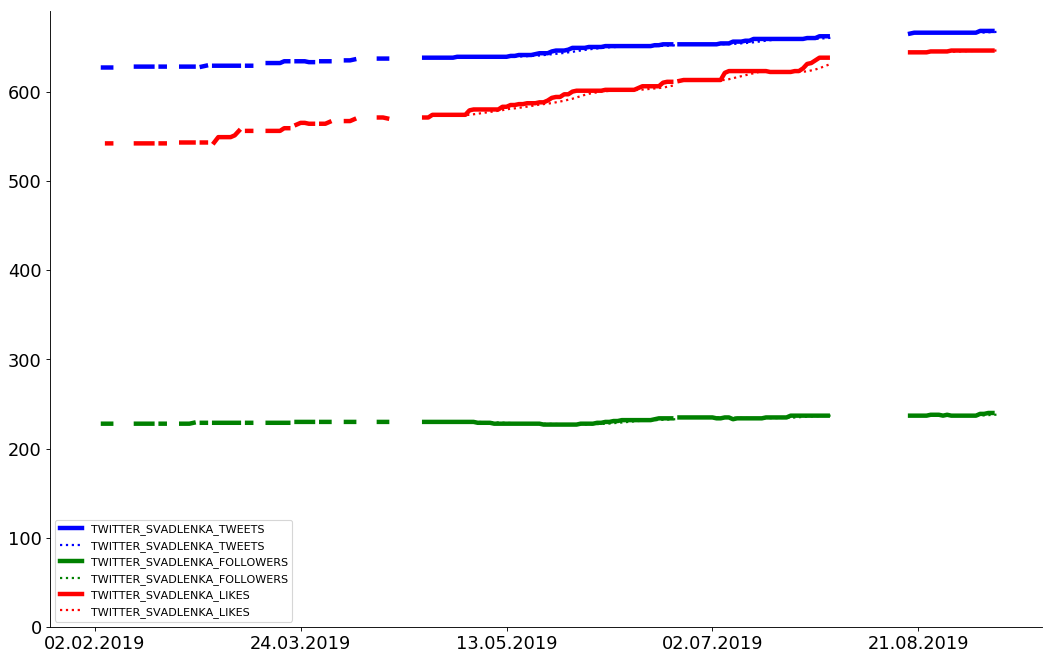 600
500
400
300
200
100
0
TWITTER_SVADLENKA_TWEETS
TWITTER_SVADLENKA_TWEETS
TWITTER_SVADLENKA_FOLLOWERS
TWITTER_SVADLENKA_FOLLOWERS
TWITTER_SVADLENKA_LIKES
TWITTER_SVADLENKA_LIKES
02.02.2019 24.03.2019 13.05.2019 02.07.2019 21.08.2019